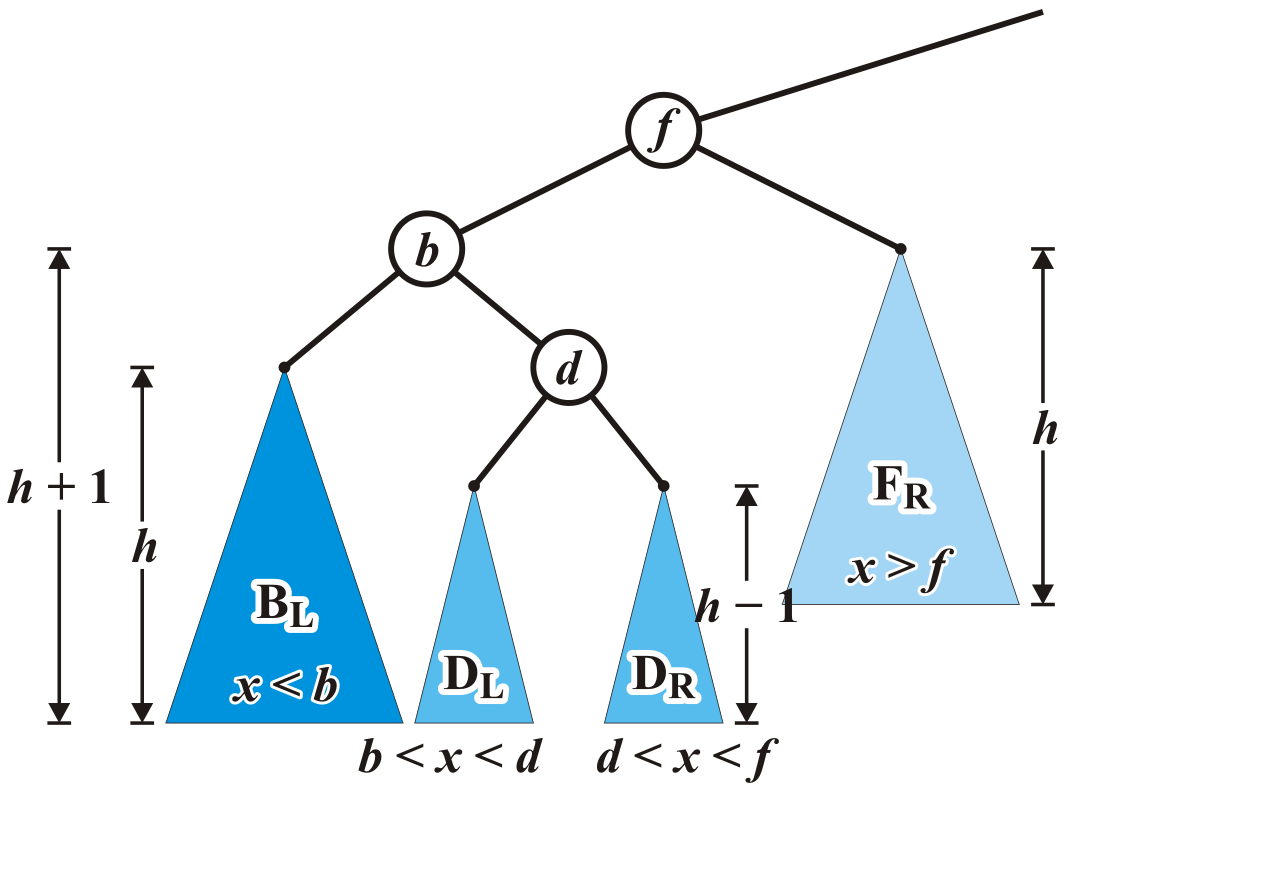 f
b
d
h
h + 1
F_R
h
x > f
B_L
h − 1
D_L
D_R
x < b
b < x < d
d < x < f